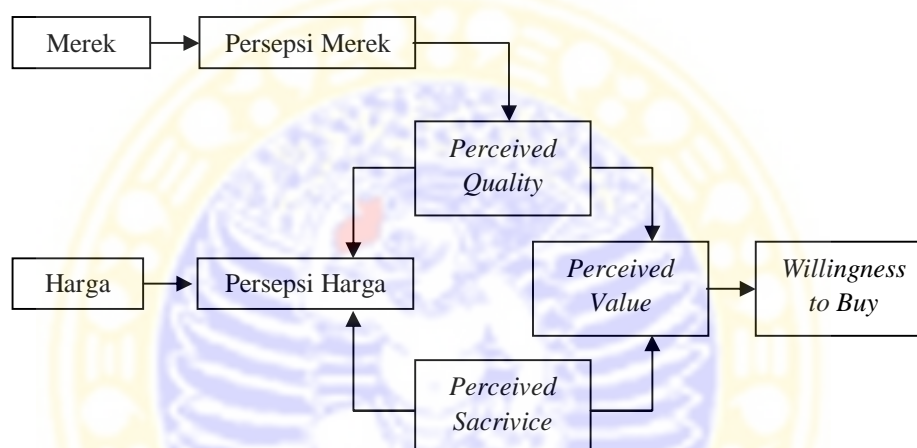 Merek
Persepsi Merek
Perceived
Quality
Harga
Persepsi Harga
Perceived
Value
Willingness
to Buy
Perceived
Sacrivice